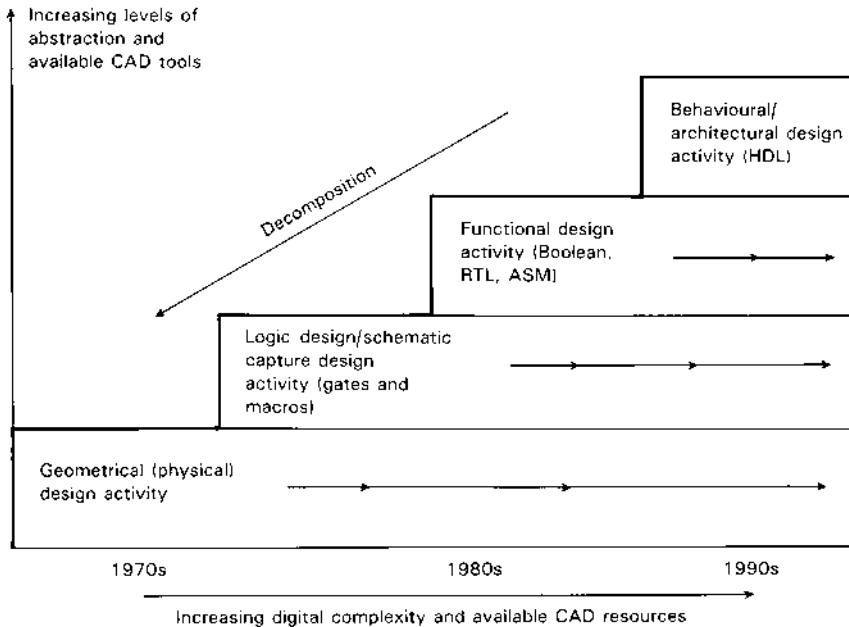 Increasing levels of
abstraction and
available CAD tools
Behavioural/
architectural design
activity (HDL)
Decomposition
Functional design
activity (Boolean,
RTL, ASM)
Logic design/schematic
capture design
activity (gates and
macros)
Geometrical (physical)
design activity
1970s 1980s 1990s
Increasing digital complexity and available CAD resources